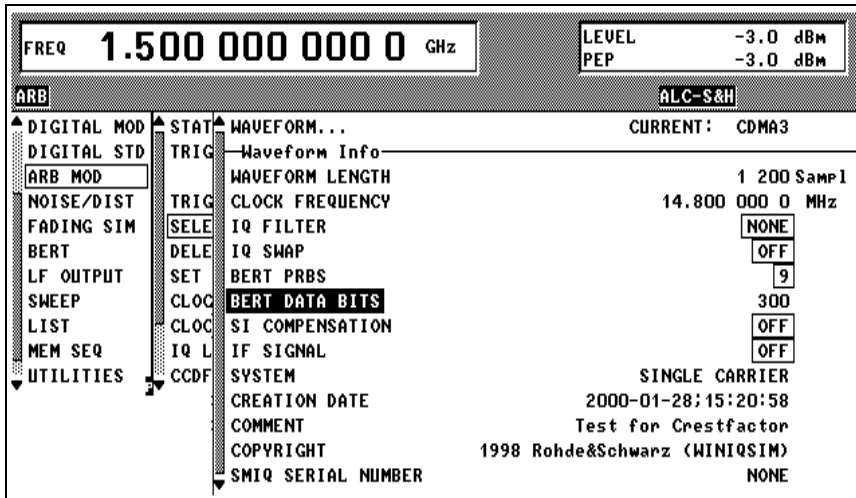 FREQ 1.500 000 000 0 GHz
LEVEL -3.0 dBm
PEP -3.0 dBm
ARB ALC-S&H
DIGITAL MOD STAT WAVEFORM... CURRENT: CDMA3
DIGITAL STD TRIG Waveform Info
ARB MOD WAVEFORM LENGTH 1 200 Sampl
NOISE/DIST TRIG CLOCK FREQUENCY 14.800 000 0 MHz
FADING SIM SELE IQ FILTER NONE
BERT DELE IQ SWAP OFF
LF OUTPUT SET BERT PRBS 9
SWEEP CLOC BERT DATA BITS 300
LIST CLOC SI COMPENSATION OFF
MEM SEQ IQ L IF SIGNAL OFF
UTILITIES CCDF SYSTEM SINGLE CARRIER
CREATION DATE 2000-01-28;15:20:58
COMMENT Test for Crestfactor
COPYRIGHT 1998 Rohde&Schwarz (WINIQSIM)
SMIQ SERIAL NUMBER NONE